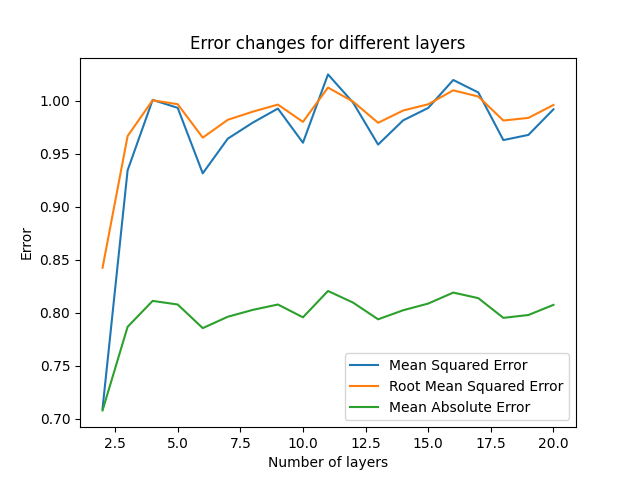 Error changes for different layers
Error
1.00
0.95
0.90
0.85
0.80
0.75
0.70
Mean Squared Error
Root Mean Squared Error
Mean Absolute Error
2.5 5.0 7.5 10.0 12.5 15.0 17.5 20.0
Number of layers